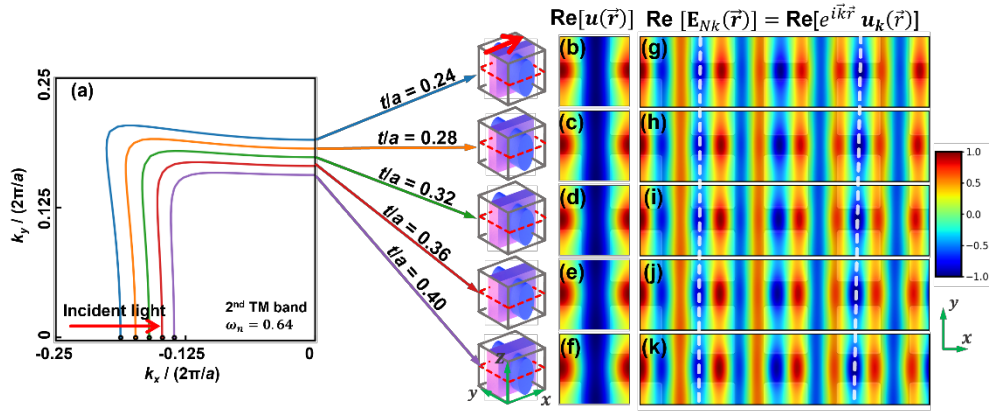 Re[u(r⃗)]
Re [E_Nk(r⃗)] = Re[e^{ik⃗r⃗} u_k(r⃗)]
(a)
0.25
0.125
0
k_y / (2π/a)
-0.25
-0.125
0
k_x / (2π/a)
Incident light
2nd TM band
ω_n = 0.64
t/a = 0.24
t/a = 0.28
t/a = 0.32
t/a = 0.36
t/a = 0.40
z
y
x
(b)
(g)
(c)
(h)
(d)
(i)
(e)
(j)
(f)
(k)
1.0
0.5
0.0
−0.5
−1.0
y
x